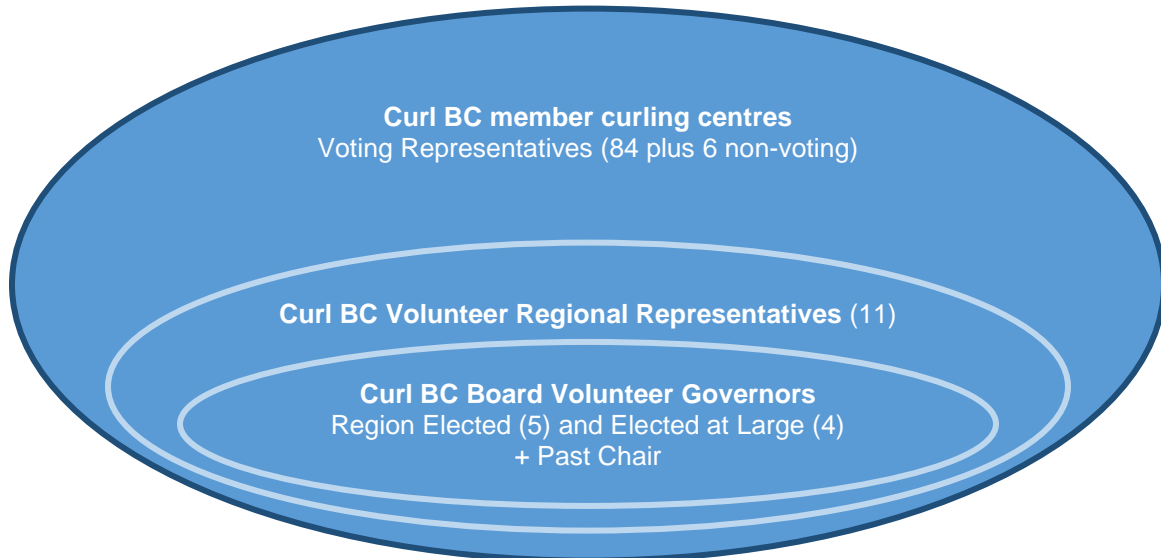 Curl BC member curling centres
Voting Representatives (84 plus 6 non-voting)
Curl BC Volunteer Regional Representatives (11)
Curl BC Board Volunteer Governors
Region Elected (5) and Elected at Large (4)
+ Past Chair